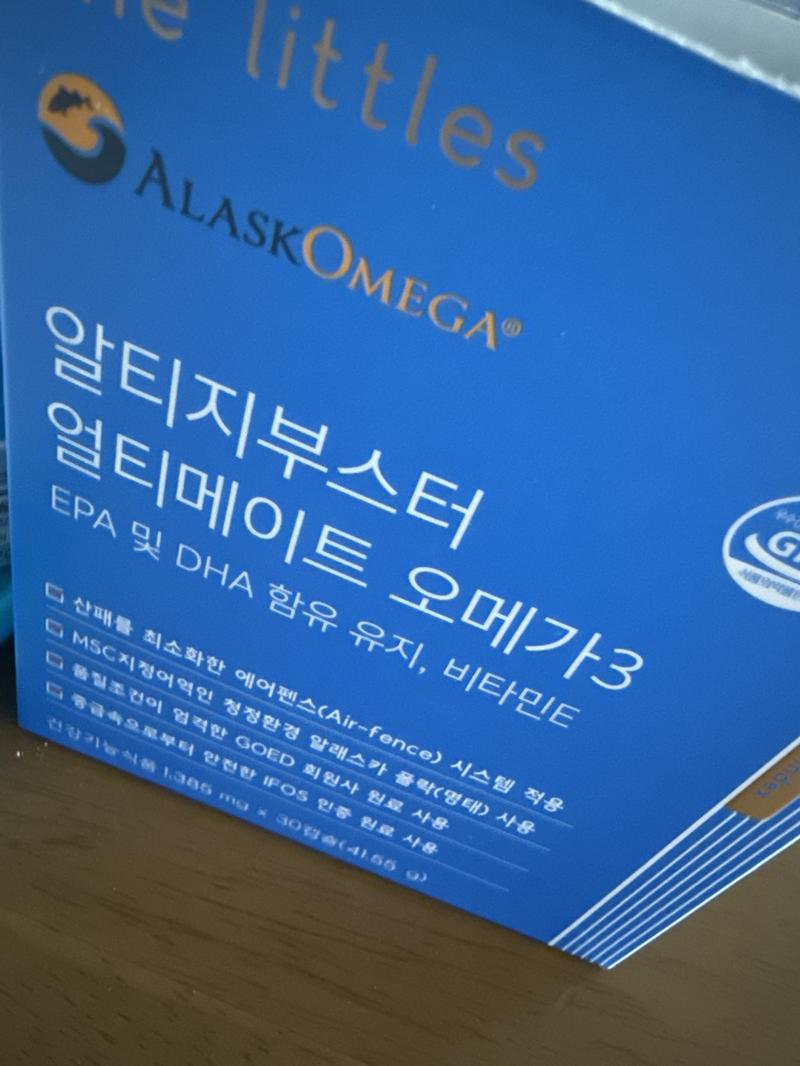 littles
ALASKOMEGA®
알티지부스터
얼티메이트 오메가3
EPA 및 DHA 함유 유지, 비타민E
산패를 최소화한 에어펜스(Air-fence) 시스템 적용
MSC지정어역인 청정환경 알래스카 폴락(명태) 사용
품질조건이 엄격한 GOED 회원사 원료 사용
중금속으로부터 안전한 IFOS 인증 원료 사용
건강기능식품 1,385 mg x 30캡슐(41.55 g)